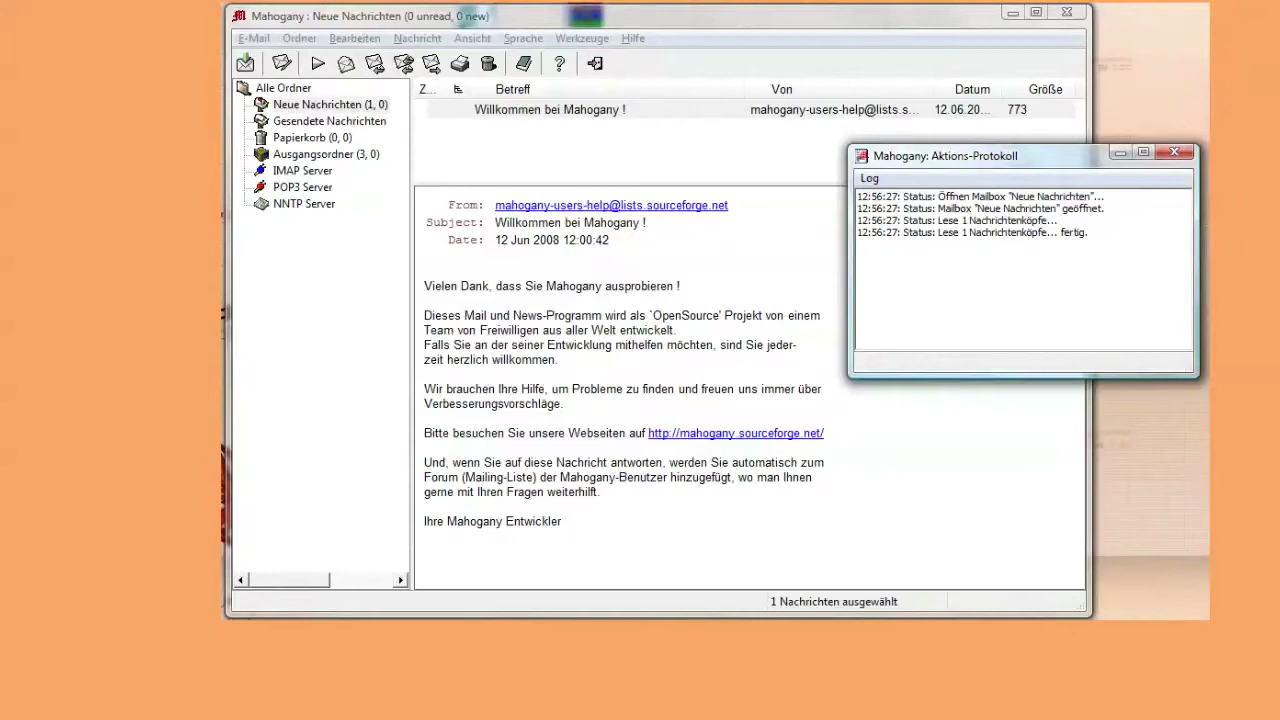 Mahogany : Neue Nachrichten (0 unread, 0 new)
E-Mail Ordner Bearbeiten Nachricht Ansicht Sprache Werkzeuge Hilfe
Alle Ordner
Neue Nachrichten (1, 0)
Gesendete Nachrichten
Papierkorb (0, 0)
Ausgangsordner (3, 0)
IMAP Server
POP3 Server
NNTP Server
Z... Betreff Von Datum Größe
Willkommen bei Mahogany ! mahogany-users-help@lists.s... 12.06.20... 773
From: mahogany-users-help@lists.sourceforge.net
Subject: Willkommen bei Mahogany !
Date: 12 Jun 2008 12:00:42
Vielen Dank, dass Sie Mahogany ausprobieren !
Dieses Mail und News-Programm wird als `OpenSource' Projekt von einem
Team von Freiwilligen aus aller Welt entwickelt.
Falls Sie an der seiner Entwicklung mithelfen möchten, sind Sie jeder-
zeit herzlich willkommen.
Wir brauchen Ihre Hilfe, um Probleme zu finden und freuen uns immer über
Verbesserungsvorschläge.
Bitte besuchen Sie unsere Webseiten auf http://mahogany.sourceforge.net/
Und, wenn Sie auf diese Nachricht antworten, werden Sie automatisch zum
Forum (Mailing-Liste) der Mahogany-Benutzer hinzugefügt, wo man Ihnen
gerne mit Ihren Fragen weiterhilft.
Ihre Mahogany Entwickler
1 Nachrichten ausgewählt
Mahogany: Aktions-Protokoll
Log
12:56:27: Status: Öffnen Mailbox "Neue Nachrichten"...
12:56:27: Status: Mailbox "Neue Nachrichten" geöffnet.
12:56:27: Status: Lese 1 Nachrichtenköpfe...
12:56:27: Status: Lese 1 Nachrichtenköpfe... fertig.